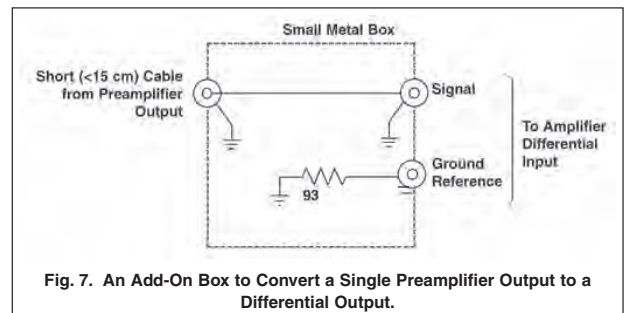 Small Metal Box
Short (<15 cm) Cable
from Preamplifier
Output
Signal
Ground
Reference
93
To Amplifier
Differential
Input
Fig. 7. An Add-On Box to Convert a Single Preamplifier Output to a
Differential Output.